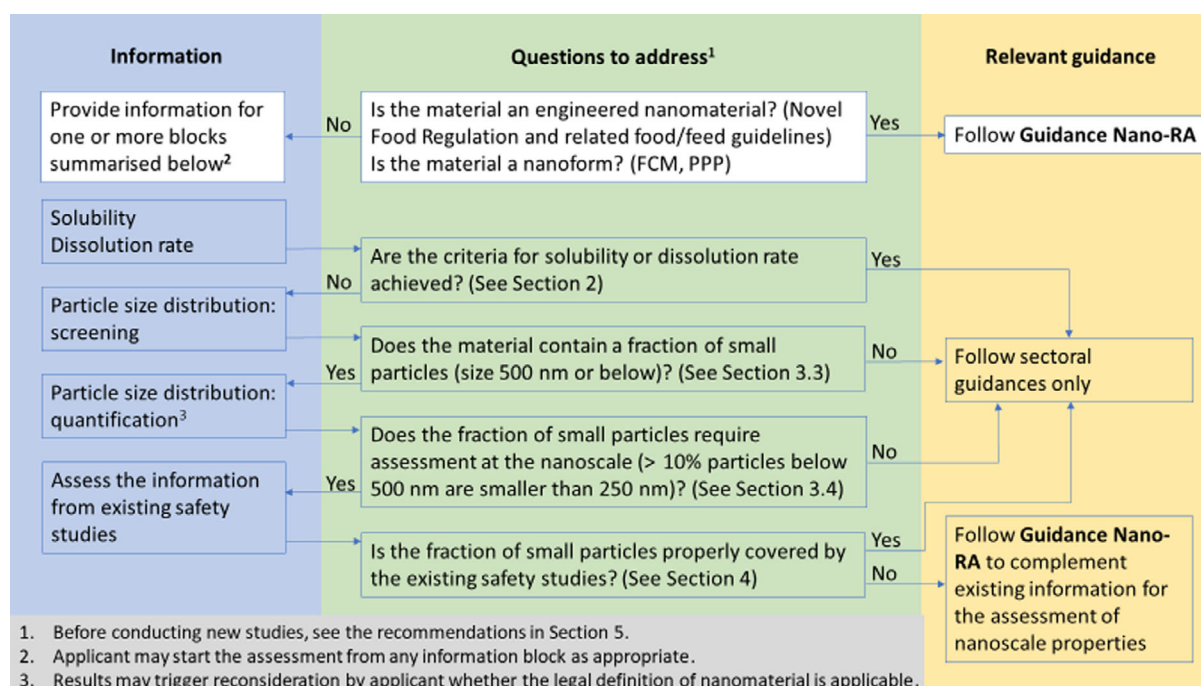 Information
Questions to address¹
Relevant guidance
Provide information for
one or more blocks
summarised below²
No
Is the material an engineered nanomaterial? (Novel
Food Regulation and related food/feed guidelines)
Is the material a nanoform? (FCM, PPP)
Yes
Follow Guidance Nano-RA
Solubility
Dissolution rate
Are the criteria for solubility or dissolution rate
achieved? (See Section 2)
Yes
No
Particle size distribution:
screening
Does the material contain a fraction of small
particles (size 500 nm or below)? (See Section 3.3)
No
Yes
Follow sectoral
guidances only
Particle size distribution:
quantification³
Does the fraction of small particles require
assessment at the nanoscale (> 10% particles below
500 nm are smaller than 250 nm)? (See Section 3.4)
No
Yes
Assess the information
from existing safety
studies
Is the fraction of small particles properly covered by
the existing safety studies? (See Section 4)
Yes
No
Follow Guidance Nano-
RA to complement
existing information for
the assessment of
nanoscale properties
1. Before conducting new studies, see the recommendations in Section 5.
2. Applicant may start the assessment from any information block as appropriate.
3. Results may trigger reconsideration by applicant whether the legal definition of nanomaterial is applicable.